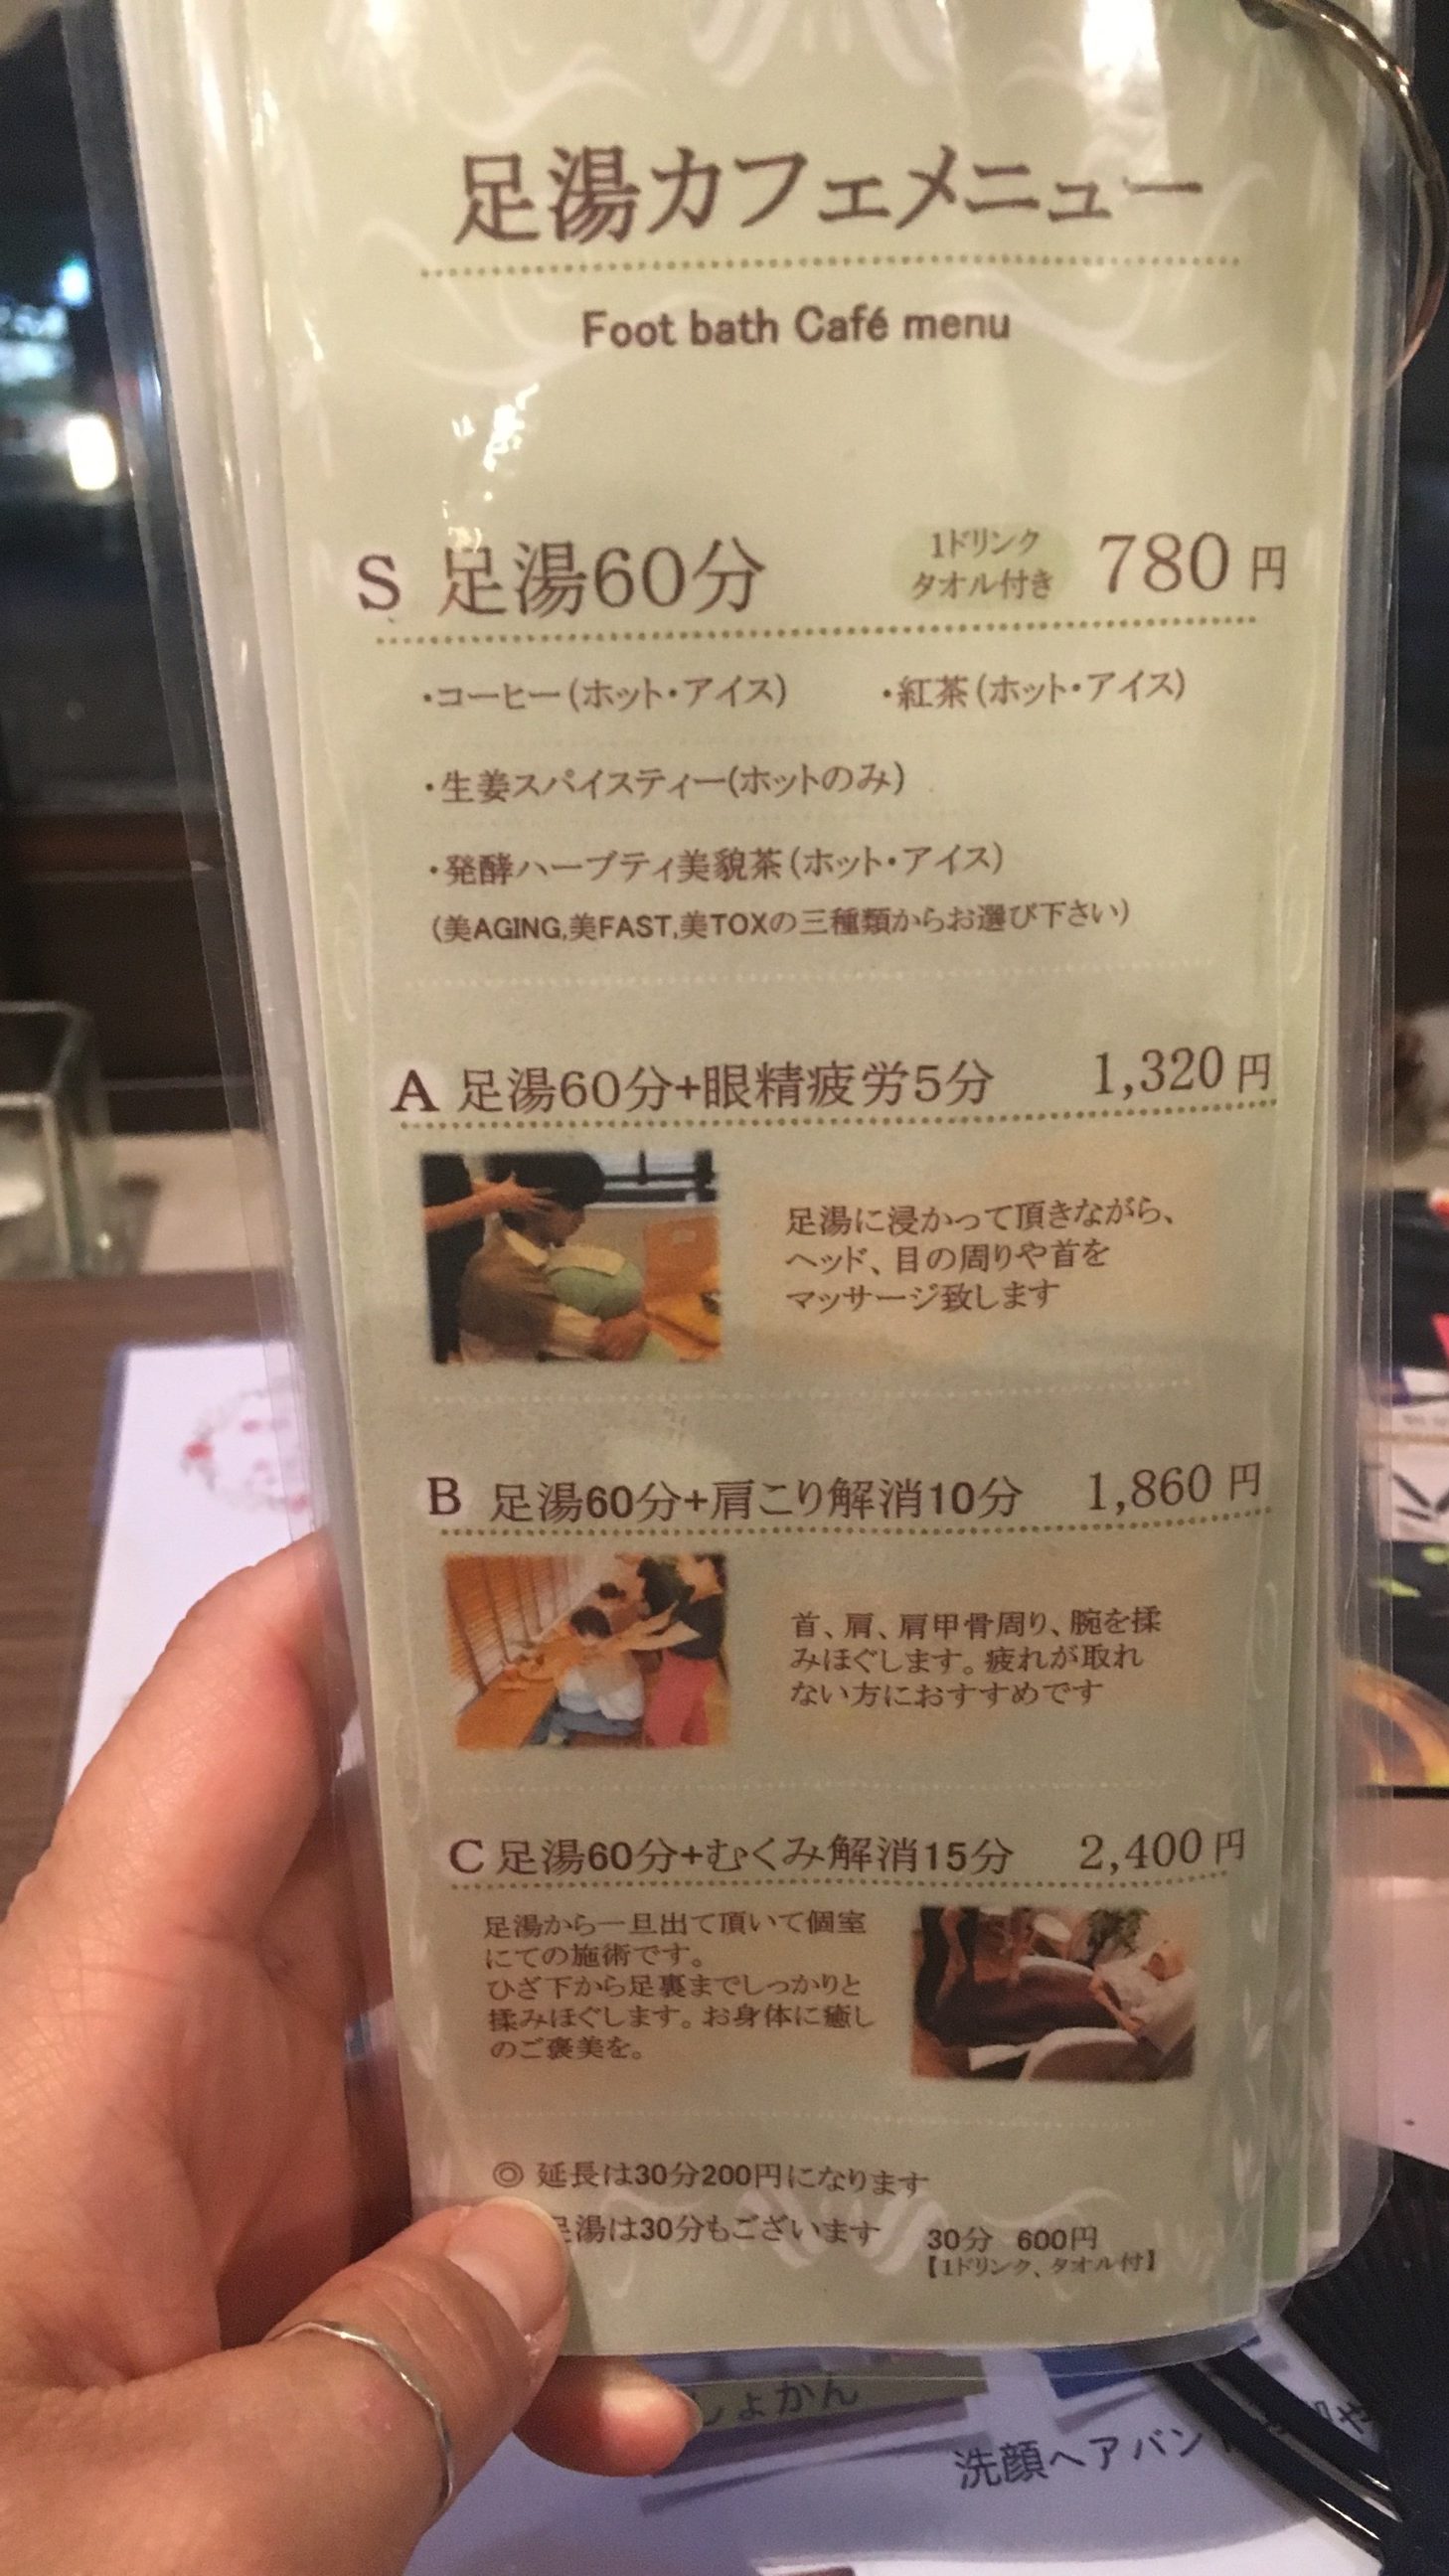 足湯カフェメニュー
Foot bath Café menu
S 足湯60分 1ドリンク タオル付き 780円
・コーヒー(ホット・アイス) ・紅茶(ホット・アイス)
・生姜スパイスティー(ホットのみ)
・発酵ハーブティ美貌茶(ホット・アイス)
(美AGING,美FAST,美TOXの三種類からお選び下さい)
A 足湯60分+眼精疲労5分 1,320円
足湯に浸かって頂きながら、
ヘッド、目の周りや首を
マッサージ致します
B 足湯60分+肩こり解消10分 1,860円
首、肩、肩甲骨周り、腕を揉
みほぐします。疲れが取れ
ない方におすすめです
C 足湯60分+むくみ解消15分 2,400円
足湯から一旦出て頂いて個室
にての施術です。
ひざ下から足裏までしっかりと
揉みほぐします。お身体に癒し
のご褒美を。
◎ 延長は30分200円になります
足湯は30分もございます 30分 600円
【1ドリンク、タオル付】
しょかん
洗顔ヘアバン